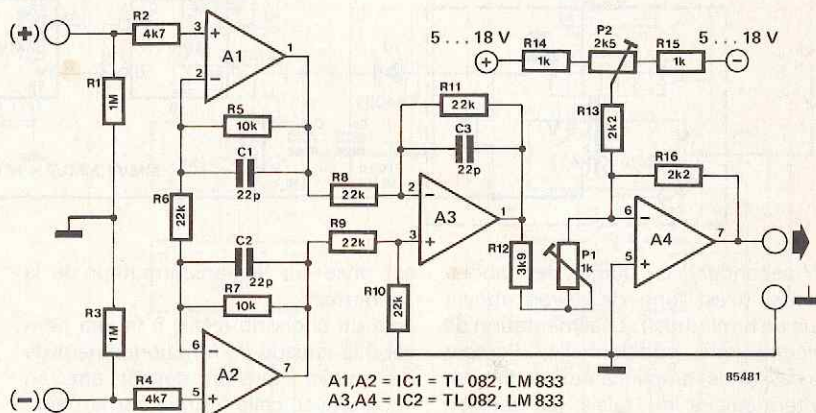 (+)
R2
4k7
3
+
A1
1
2
−
R1
1M
R5
10k
C1
22p
R6
22k
C2
22p
R7
10k
R3
1M
6
−
A2
7
5
+
R4
4k7
(−)
R8
22k
R9
22k
R10
22k
R11
22k
C3
22p
2
−
A3
1
3
+
R12
3k9
P1
1k
5 ... 18 V
+
R14
1k
P2
2k5
R15
1k
5 ... 18 V
−
R13
2k2
R16
2k2
6
−
A4
7
5
+
A1,A2 = IC1 = TL 082, LM 833
A3,A4 = IC2 = TL 082, LM 833
85481